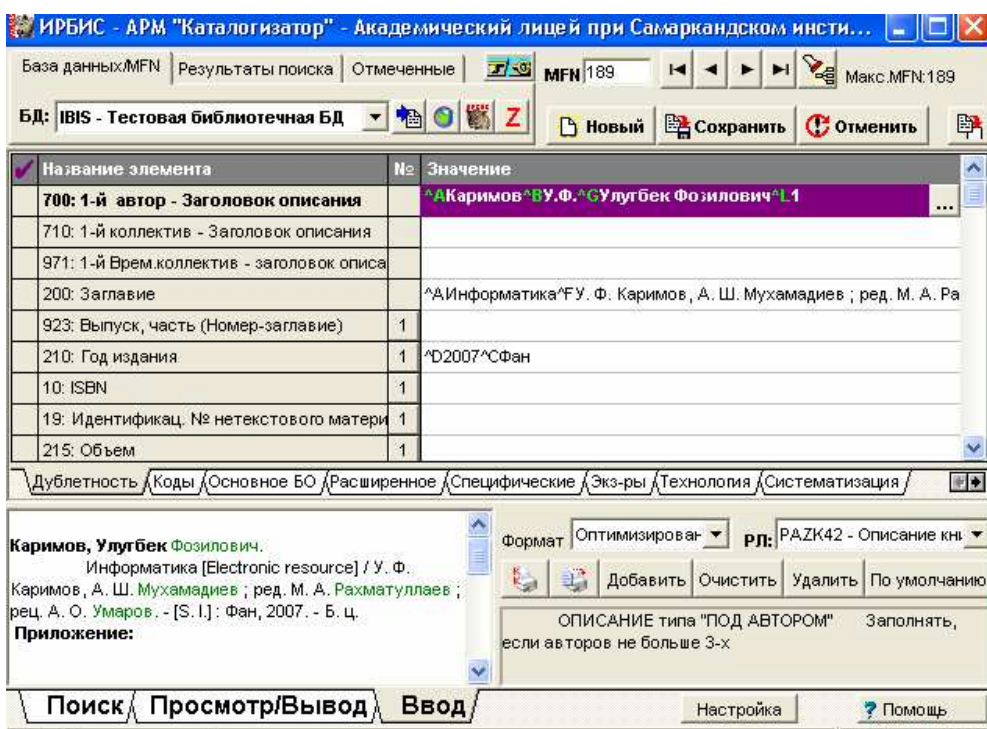 ИРБИС - АРМ "Каталогизатор" - Академический лицей при Самаркандском инсти...
База данных/MFN Результаты поиска Отмеченные MFN 189 Макс.MFN:189
БД: IBIS - Тестовая библиотечная БД Z Новый Сохранить Отменить
Название элемента № Значение
700: 1-й автор - Заголовок описания ^AКаримов^BУ.Ф.^GУлугбек Фозилович^L1 ...
710: 1-й коллектив - Заголовок описания
971: 1-й Врем.коллектив - заголовок описа
200: Заглавие ^AИнформатика^FУ. Ф. Каримов, А. Ш. Мухамадиев ; ред. М. А. Ра
923: Выпуск, часть (Номер-заглавие) 1
210: Год издания 1 ^D2007^CФан
10: ISBN 1
19: Идентификац. № нетекстового матери 1
215: Объем 1
Дублетность Коды Основное БО Расширенное Специфические Экз-ры Технология Систематизация
Каримов, Улугбек Фозилович.
Информатика [Electronic resource] / У. Ф.
Каримов, А. Ш. Мухамадиев ; ред. М. А. Рахматуллаев ;
рец. А. О. Умаров. - [S. l.] : Фан, 2007. - Б. ц.
Приложение:
Формат Оптимизирован РЛ: PAZK42 - Описание кни
Добавить Очистить Удалить По умолчанию
ОПИСАНИЕ типа "ПОД АВТОРОМ" Заполнять,
если авторов не больше 3-х
Поиск Просмотр/Вывод Ввод Настройка ? Помощь